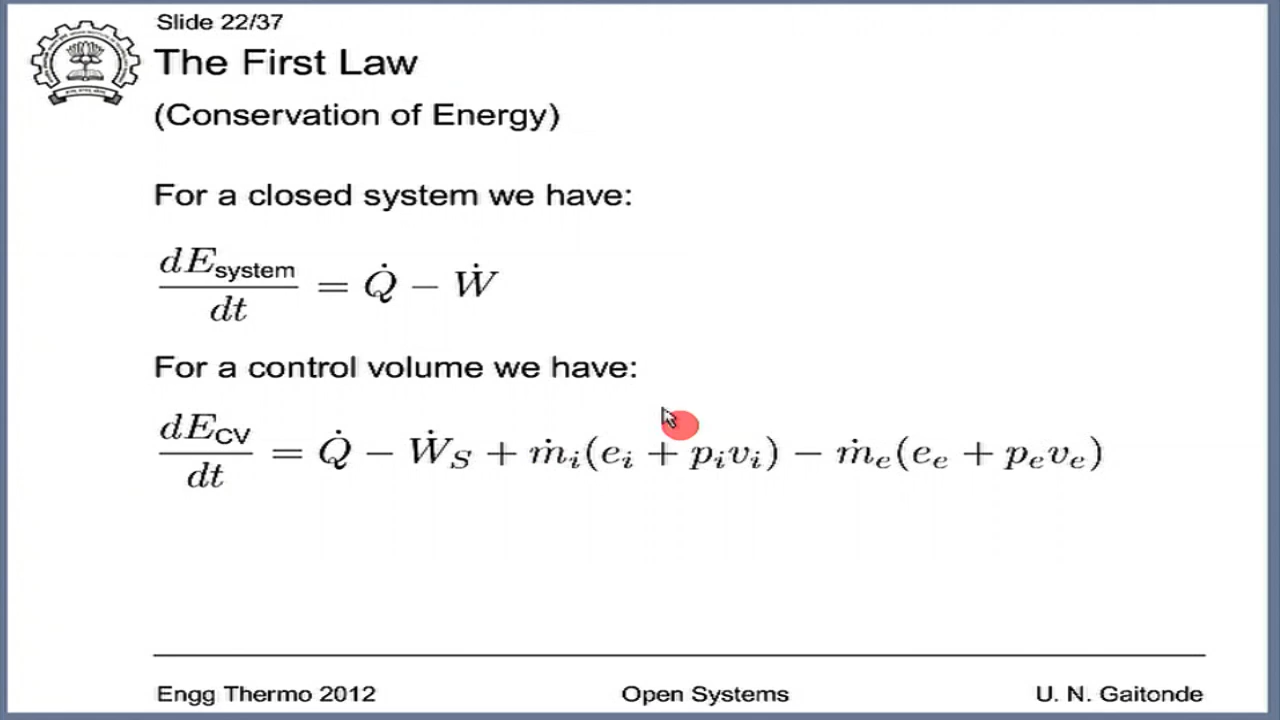 Slide 22/37
The First Law
(Conservation of Energy)
For a closed system we have:
dE_system/dt = Q̇ − Ẇ
For a control volume we have:
dE_CV/dt = Q̇ − Ẇ_S + ṁ_i(e_i + p_i v_i) − ṁ_e(e_e + p_e v_e)
Engg Thermo 2012 Open Systems U. N. Gaitonde